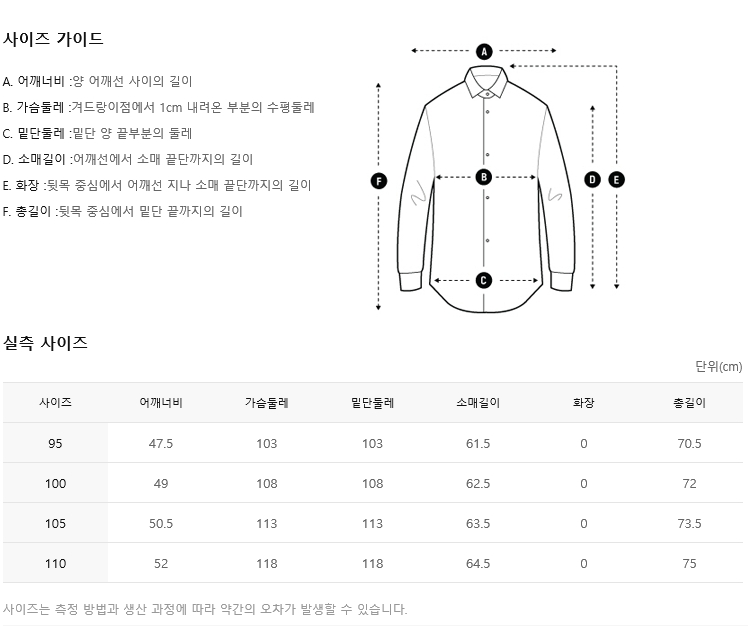 사이즈 가이드
A. 어깨너비 :양 어깨선 사이의 길이
B. 가슴둘레 :겨드랑이점에서 1cm 내려온 부분의 수평둘레
C. 밑단둘레 :밑단 양 끝부분의 둘레
D. 소매길이 :어깨선에서 소매 끝단까지의 길이
E. 화장 :뒷목 중심에서 어깨선 지나 소매 끝단까지의 길이
F. 총길이 :뒷목 중심에서 밑단 끝까지의 길이
A
F
B
D
E
C
실측 사이즈
단위(cm)
사이즈 어깨너비 가슴둘레 밑단둘레 소매길이 화장 총길이
95 47.5 103 103 61.5 0 70.5
100 49 108 108 62.5 0 72
105 50.5 113 113 63.5 0 73.5
110 52 118 118 64.5 0 75
사이즈는 측정 방법과 생산 과정에 따라 약간의 오차가 발생할 수 있습니다.